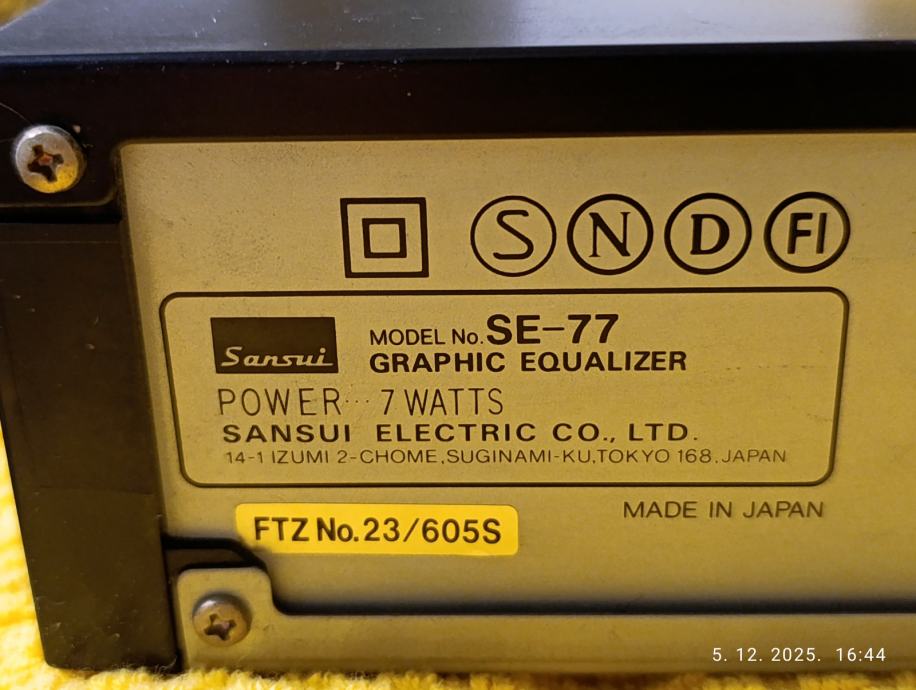 S N D FI
Sansui
MODEL No. SE-77
GRAPHIC EQUALIZER
POWER··· 7 WATTS
SANSUI ELECTRIC CO., LTD.
14-1 IZUMI 2-CHOME, SUGINAMI-KU, TOKYO 168, JAPAN
MADE IN JAPAN
FTZ No. 23/605S
5. 12. 2025. 16:44